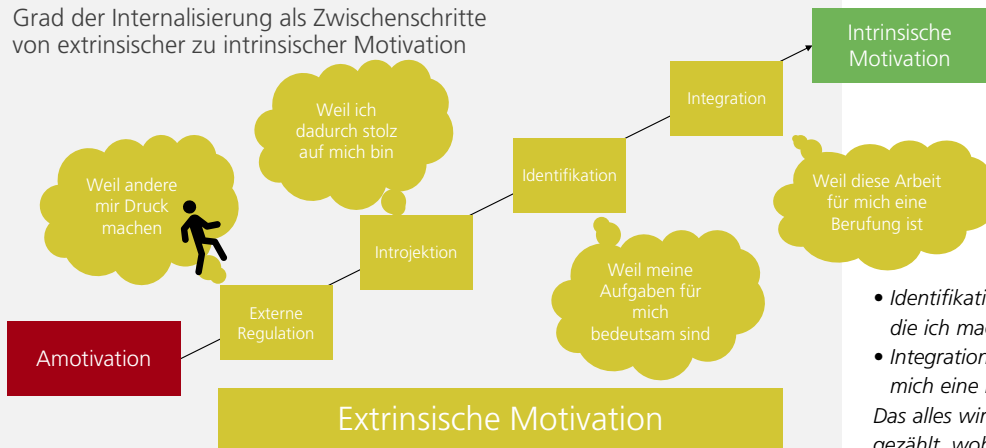 Grad der Internalisierung als Zwischenschritte
von extrinsischer zu intrinsischer Motivation
Intrinsische
Motivation
Integration
Weil ich
dadurch stolz
auf mich bin
Identifikation
Weil andere
mir Druck
machen
Weil diese Arbeit
für mich eine
Berufung ist
Introjektion
Weil meine
Aufgaben für
mich
bedeutsam sind
Externe
Regulation
Amotivation
Extrinsische Motivation
• Identifikati
die ich mac
• Integration
mich eine
Das alles wir
gezählt, woh